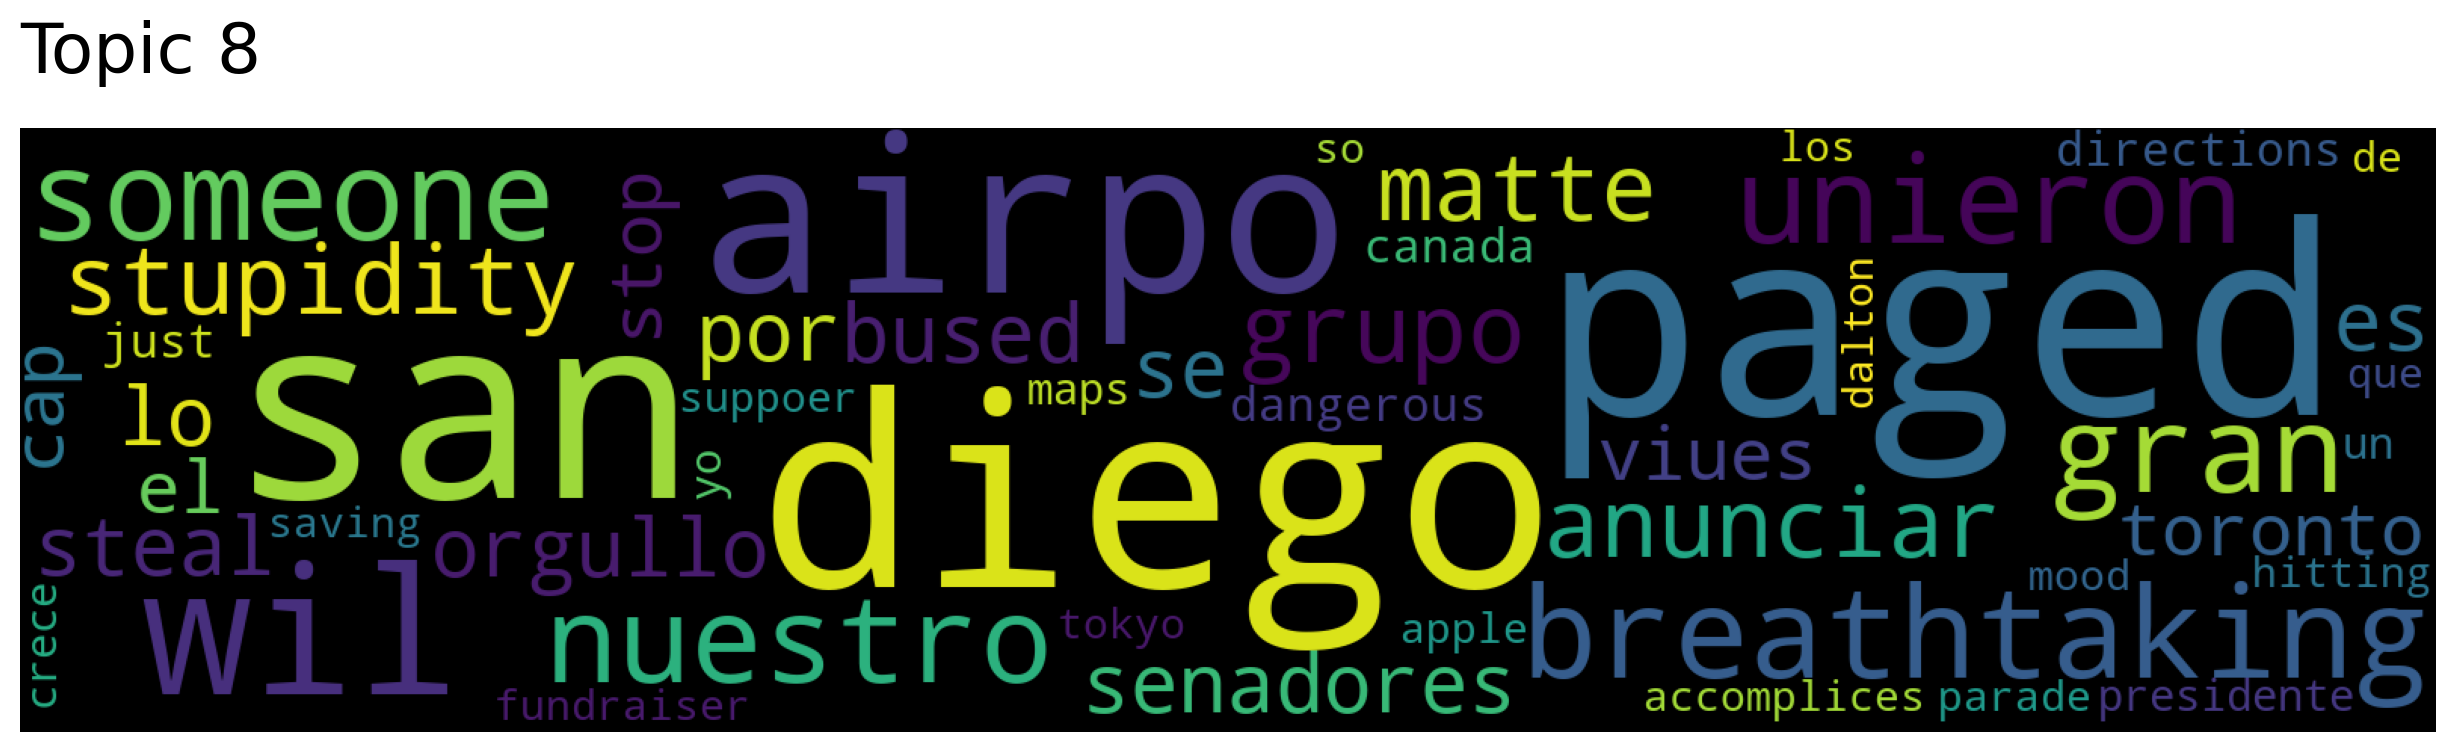 Topic 8
so
los
directions
de
someone
stop
airpo
matte
unieron
canada
stupidity
paged
dalton
just
por
bused
grupo
es
cap
san
se
que
suppoer
maps
dangerous
lo
diego
viues
gran
un
el
yo
anunciar
steal
saving
orgullo
toronto
wil
mood
hitting
crece
nuestro
tokyo
apple
breathtaking
fundraiser
senadores
accomplices
parade
presidente